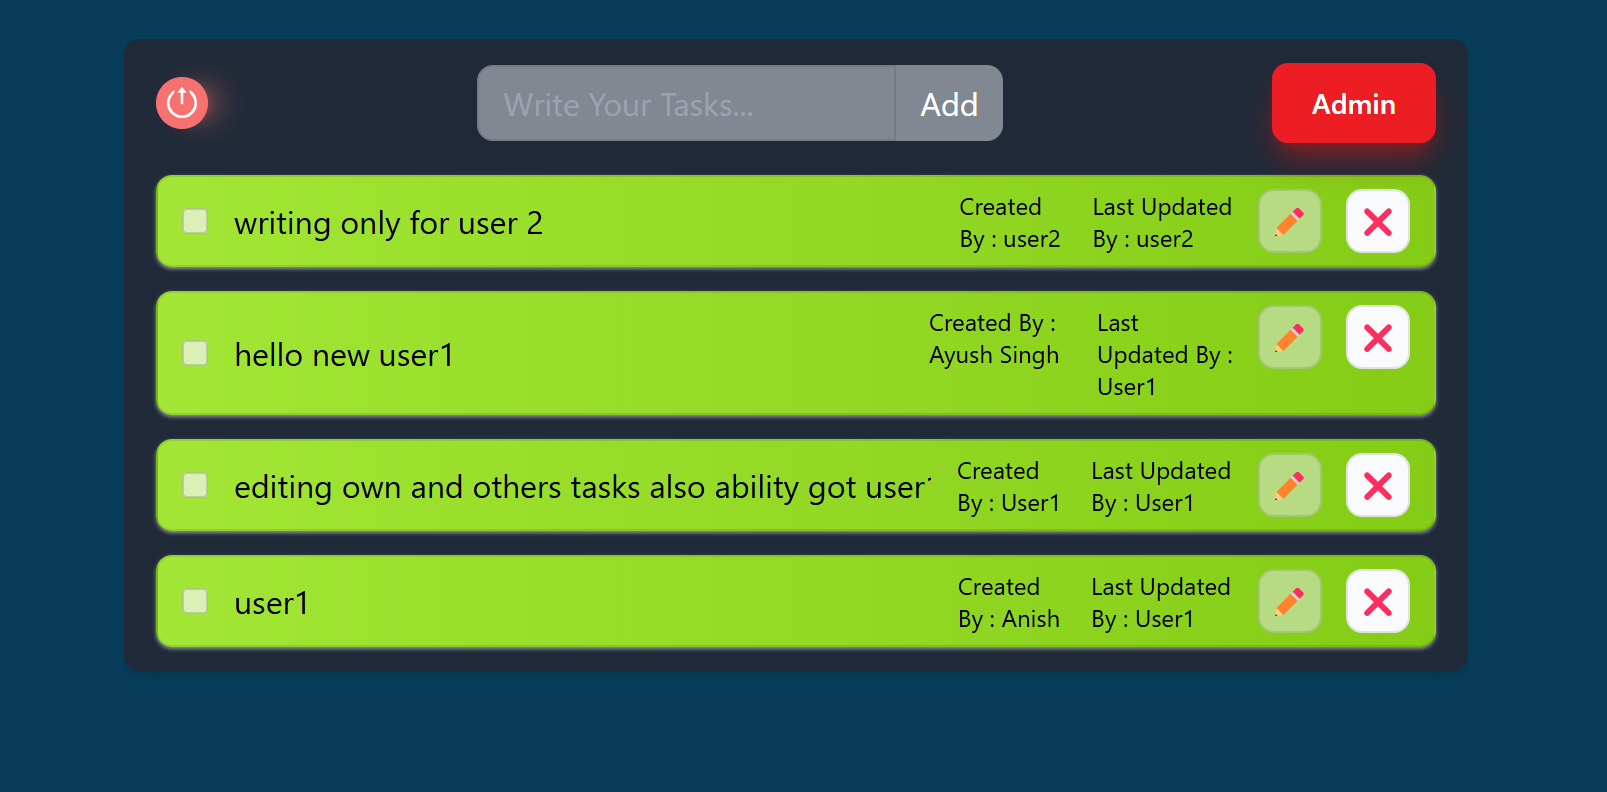 Write Your Tasks...
Add
Admin
writing only for user 2
Created
By : user2
Last Updated
By : user2
hello new user1
Created By :
Ayush Singh
Last
Updated By :
User1
editing own and others tasks also ability got user
Created
By : User1
Last Updated
By : User1
user1
Created
By : Anish
Last Updated
By : User1